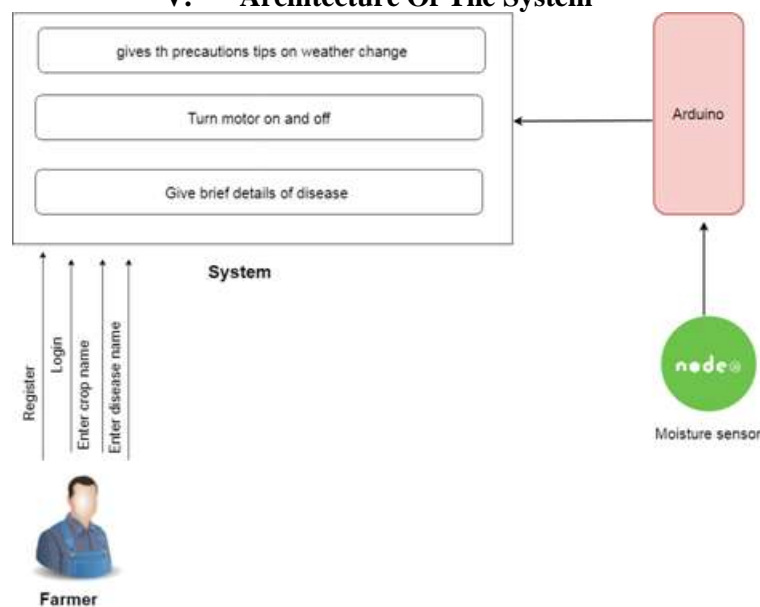 V. Architecture Of The System
gives th precautions tips on weather change
Turn motor on and off
Give brief details of disease
Arduino
System
Register
Login
Enter crop name
Enter disease name
node
Moisture sensor
Farmer